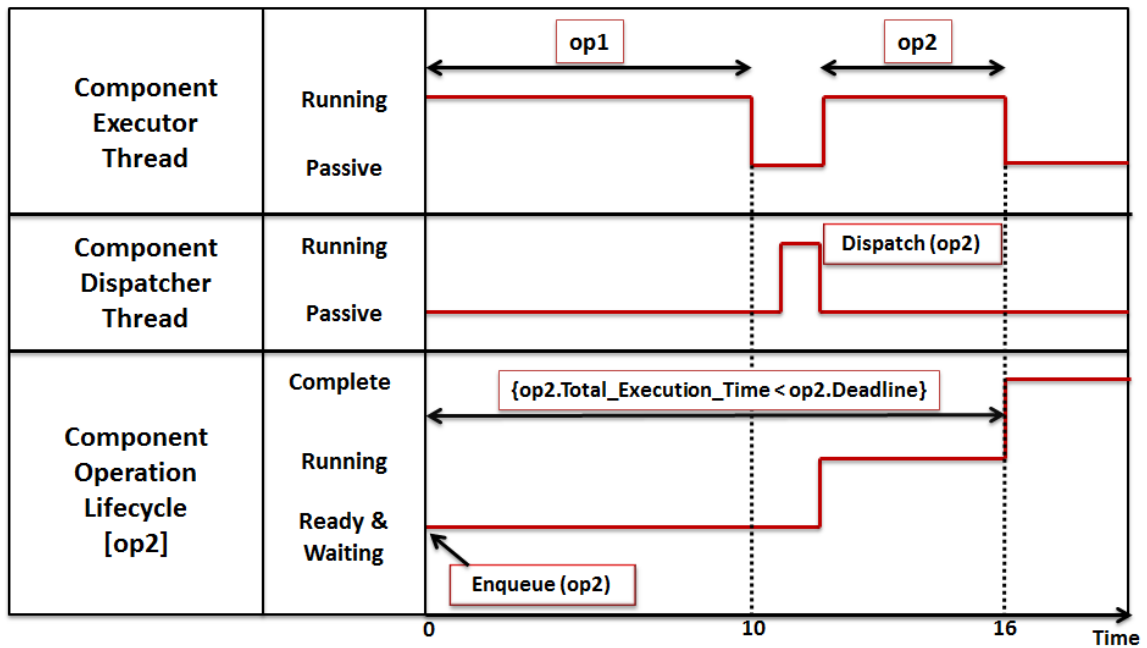 op1
op2
Component
Executor
Thread
Running
Passive
Component
Dispatcher
Thread
Running
Passive
Dispatch (op2)
Component
Operation
Lifecycle
[op2]
Complete
Running
Ready &
Waiting
{op2.Total_Execution_Time < op2.Deadline}
Enqueue (op2)
0
10
16
Time